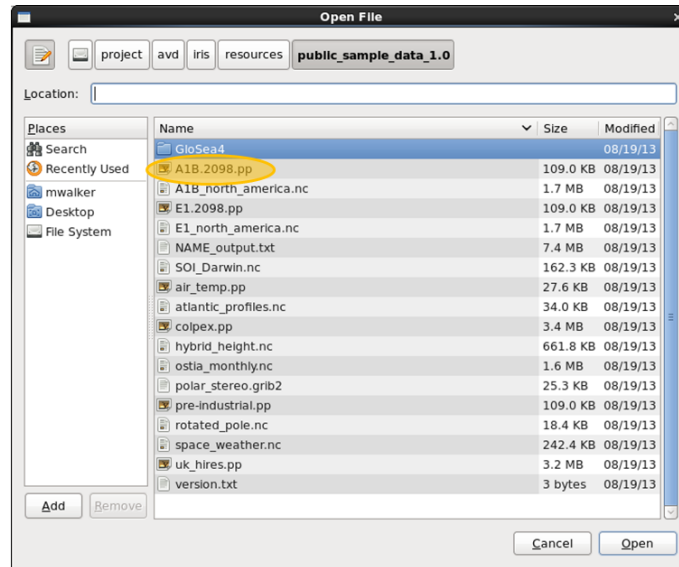 Open File
project avd iris resources public_sample_data_1.0
Location:
Places Name Size Modified
Search GloSea4 08/19/13
Recently Used A1B.2098.pp 109.0 KB 08/19/13
mwalker A1B_north_america.nc 1.7 MB 08/19/13
Desktop E1.2098.pp 109.0 KB 08/19/13
File System E1_north_america.nc 1.7 MB 08/19/13
NAME_output.txt 7.4 MB 08/19/13
SOI_Darwin.nc 162.3 KB 08/19/13
air_temp.pp 27.6 KB 08/19/13
atlantic_profiles.nc 34.0 KB 08/19/13
colpex.pp 3.4 MB 08/19/13
hybrid_height.nc 661.8 KB 08/19/13
ostia_monthly.nc 1.6 MB 08/19/13
polar_stereo.grib2 25.3 KB 08/19/13
pre-industrial.pp 109.0 KB 08/19/13
rotated_pole.nc 18.4 KB 08/19/13
space_weather.nc 242.4 KB 08/19/13
uk_hires.pp 3.2 MB 08/19/13
version.txt 3 bytes 08/19/13
Add Remove
Cancel Open